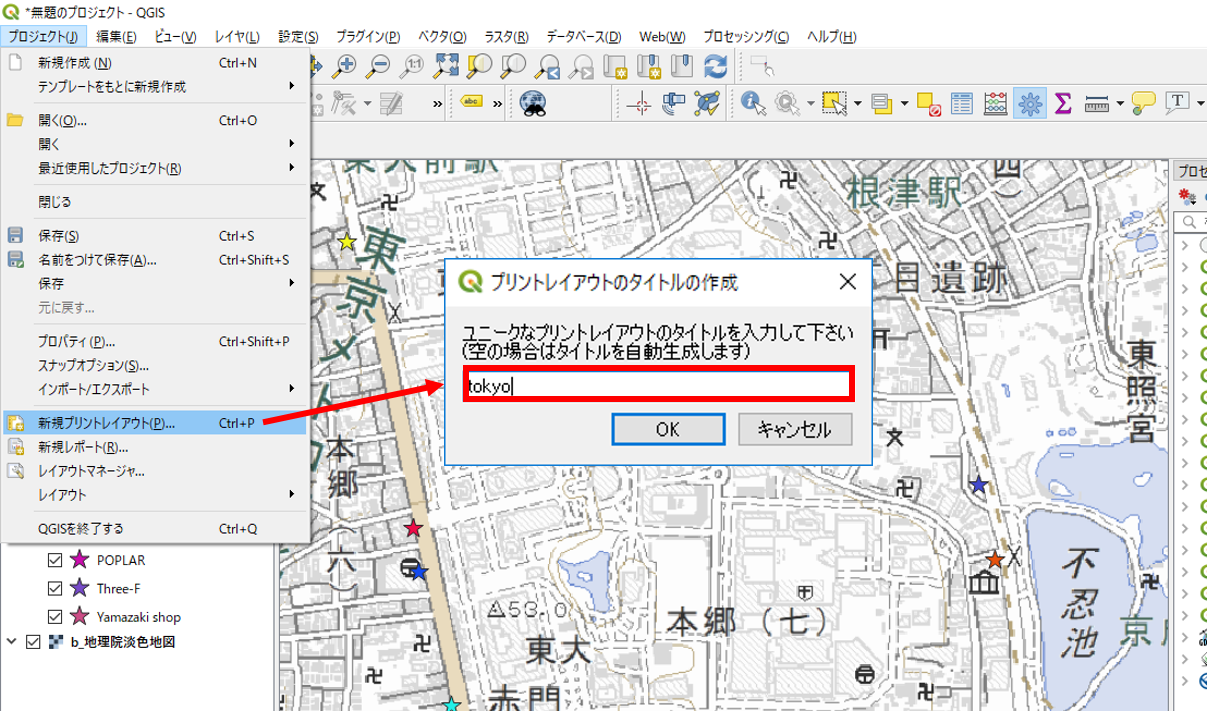 *無題のプロジェクト - QGIS
プロジェクト(J) 編集(E) ビュー(V) レイヤ(L) 設定(S) プラグイン(P) ベクタ(O) ラスタ(R) データベース(D) Web(W) プロセッシング(C) ヘルプ(H)
新規作成 (N) Ctrl+N
テンプレートをもとに新規作成
開く(O)... Ctrl+O
開く
最近使用したプロジェクト(R)
閉じる
保存(S) Ctrl+S
名前をつけて保存(A)... Ctrl+Shift+S
保存
元に戻す...
プロパティ(P)... Ctrl+Shift+P
スナップオプション(S)...
インポート/エクスポート
新規プリントレイアウト(P)... Ctrl+P
新規レポート(R)...
レイアウトマネージャ...
レイアウト
QGISを終了する Ctrl+Q
POPLAR
Three-F
Yamazaki shop
b_地理院淡色地図
1:1
abc
T
プロセ
東大前駅
根津駅
四
東京メト
目遺跡
東照宮
プリントレイアウトのタイトルの作成
ユニークなプリントレイアウトのタイトルを入力して下さい
(空の場合はタイトルを自動生成します)
tokyo
OK キャンセル
本郷
六
53.0
本郷(七)
東大
赤門
不忍池
京成